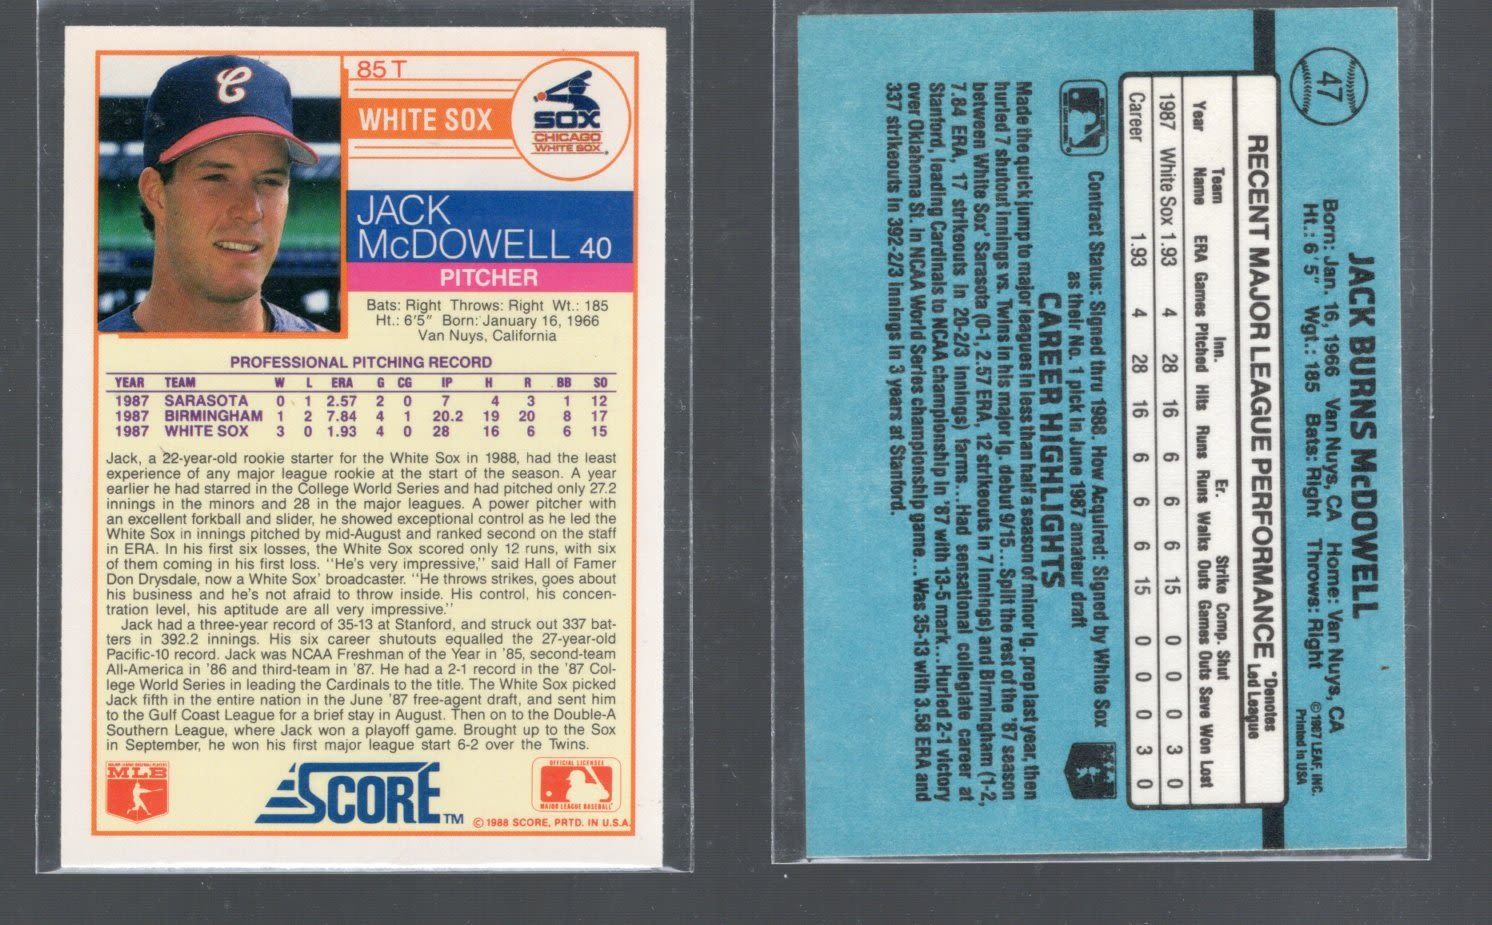 85 T
WHITE SOX
SOX
CHICAGO
WHITE SOX
JACK
McDOWELL 40
PITCHER
Bats: Right Throws: Right Wt.: 185
Ht.: 6'5" Born: January 16, 1966
Van Nuys, California
PROFESSIONAL PITCHING RECORD
YEAR TEAM W L ERA G CG IP H R BB SO
1987 SARASOTA 0 1 2.57 2 0 7 4 3 1 12
1987 BIRMINGHAM 1 2 7.84 4 1 20.2 19 20 8 17
1987 WHITE SOX 3 0 1.93 4 0 28 16 6 6 15
Jack, a 22-year-old rookie starter for the White Sox in 1988, had the least
experience of any major league rookie at the start of the season. A year
earlier he had starred in the College World Series and had pitched only 27.2
innings in the minors and 28 in the major leagues. A power pitcher with
an excellent forkball and slider, he showed exceptional control as he led the
White Sox in innings pitched by mid-August and ranked second on the staff
in ERA. In his first six losses, the White Sox scored only 12 runs, with six
of them coming in his first loss. "He's very impressive," said Hall of Famer
Don Drysdale, now a White Sox' broadcaster. "He throws strikes, goes about
his business and he's not afraid to throw inside. His control, his concen-
tration level, his aptitude are all very impressive."
Jack had a three-year record of 35-13 at Stanford, and struck out 337 bat-
ters in 392.2 innings. His six career shutouts equalled the 27-year-old
Pacific-10 record. Jack was NCAA Freshman of the Year in '85, second-team
All-America in '86 and third-team in '87. He had a 2-1 record in the '87 Col-
lege World Series in leading the Cardinals to the title. The White Sox picked
Jack fifth in the entire nation in the June '87 free-agent draft, and sent him
to the Gulf Coast League for a brief stay in August. Then on to the Double-A
Southern League, where Jack won a playoff game. Brought up to the Sox
in September, he won his first major league start 6-2 over the Twins.
MLB
SCORE TM
OFFICIAL LICENSEE
MAJOR LEAGUE BASEBALL
© 1988 SCORE, PRTD. IN U.S.A.
47
JACK BURNS McDOWELL
Born: Jan. 16, 1966 Van Nuys, CA Home: Van Nuys, CA
Ht.: 6' 5" Wgt.: 185 Bats: Right Throws: Right
©1987 LEAF, INC.
Printed in USA
RECENT MAJOR LEAGUE PERFORMANCE
*Denotes
Led League
Year Team Name ERA Games Inn. Pitched Hits Runs Er. Runs Walks Strike Outs Comp. Games Shut Outs Save Won Lost
1987 White Sox 1.93 4 28 16 6 6 6 15 0 0 0 3 0
Career 1.93 4 28 16 6 6 6 15 0 0 0 3 0
Contract Status: Signed thru 1988. How Acquired: Signed by White Sox
as their No. 1 pick in June 1987 amateur draft
CAREER HIGHLIGHTS
Made the quick jump to major leagues in less than half a season of minor lg. prep last year, then
hurled 7 shutout innings vs. Twins in his major lg. debut 9/15... Split the rest of the '87 season
between White Sox' Sarasota (0-1, 2.57 ERA, 12 strikeouts in 7 innings) and Birmingham (1-2,
7.84 ERA, 17 strikeouts in 20-2/3 innings) farms...Had sensational collegiate career at
Stanford, leading Cardinals to NCAA championship in '87 with 13-5 mark...Hurled 2-1 victory
over Oklahoma St. in NCAA World Series championship game...Was 35-13 with 3.58 ERA and
337 strikeouts in 392-2/3 innings in 3 years at Stanford.